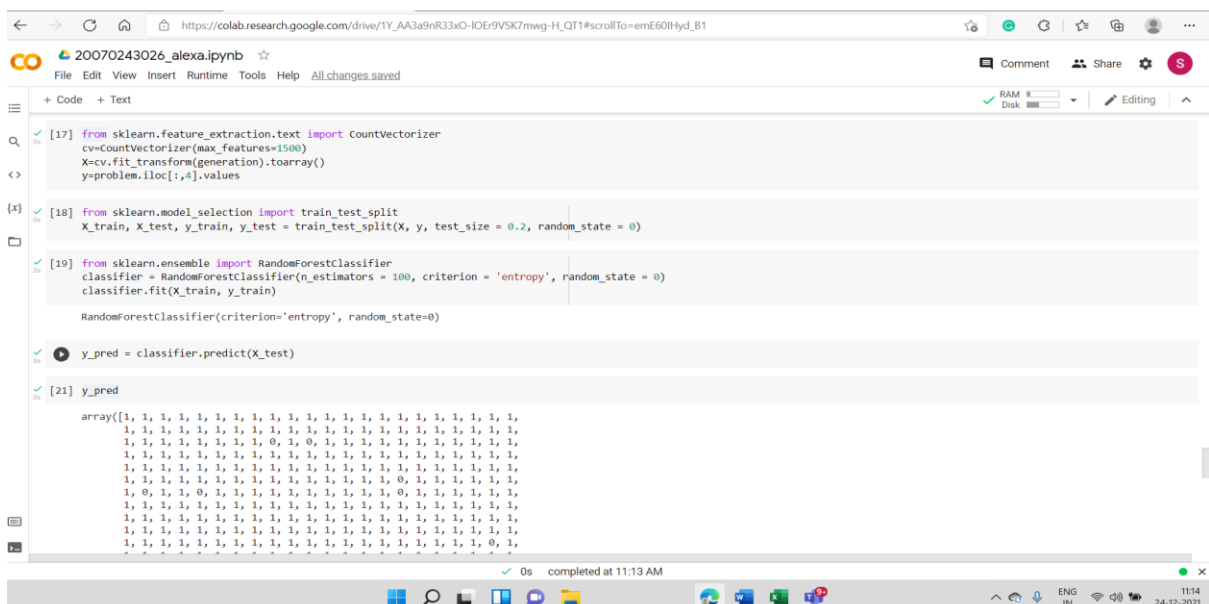 https://colab.research.google.com/drive/1Y_AA3a9nR33xO-lOEr9VSK7mwg-H_QT1#scrollTo=emE60IHyd_B1
20070243026_alexa.ipynb
File Edit View Insert Runtime Tools Help All changes saved
Comment Share S
+ Code + Text
RAM
Disk
Editing
[17] from sklearn.feature_extraction.text import CountVectorizer
cv=CountVectorizer(max_features=1500)
X=cv.fit_transform(generation).toarray()
y=problem.iloc[:,4].values
[18] from sklearn.model_selection import train_test_split
X_train, X_test, y_train, y_test = train_test_split(X, y, test_size = 0.2, random_state = 0)
[19] from sklearn.ensemble import RandomForestClassifier
classifier = RandomForestClassifier(n_estimators = 100, criterion = 'entropy', random_state = 0)
classifier.fit(X_train, y_train)
RandomForestClassifier(criterion='entropy', random_state=0)
y_pred = classifier.predict(X_test)
[21] y_pred
array([1, 1, 1, 1, 1, 1, 1, 1, 1, 1, 1, 1, 1, 1, 1, 1, 1, 1, 1, 1, 1, 1,
1, 1, 1, 1, 1, 1, 1, 1, 1, 1, 1, 1, 1, 1, 1, 1, 1, 1, 1, 1, 1, 1,
1, 1, 1, 1, 1, 1, 1, 1, 0, 1, 0, 1, 1, 1, 1, 1, 1, 1, 1, 1, 1, 1,
1, 1, 1, 1, 1, 1, 1, 1, 1, 1, 1, 1, 1, 1, 1, 1, 1, 1, 1, 1, 1, 1,
1, 1, 1, 1, 1, 1, 1, 1, 1, 1, 1, 1, 1, 1, 1, 1, 1, 1, 1, 1, 1, 1,
1, 1, 1, 1, 1, 1, 1, 1, 1, 1, 1, 1, 1, 1, 1, 0, 1, 1, 1, 1, 1, 1,
1, 0, 1, 1, 0, 1, 1, 1, 1, 1, 1, 1, 1, 1, 1, 0, 1, 1, 1, 1, 1, 1,
1, 1, 1, 1, 1, 1, 1, 1, 1, 1, 1, 1, 1, 1, 1, 1, 1, 1, 1, 1, 1, 1,
1, 1, 1, 1, 1, 1, 1, 1, 1, 1, 1, 1, 1, 1, 1, 1, 1, 1, 1, 1, 1, 1,
1, 1, 1, 1, 1, 1, 1, 1, 1, 1, 1, 1, 1, 1, 1, 1, 1, 1, 1, 1, 1, 1,
1, 1, 1, 1, 1, 1, 1, 1, 1, 1, 1, 1, 1, 1, 1, 1, 1, 1, 1, 1, 0, 1,
0s completed at 11:13 AM
ENG
IN
11:14
24-12-2021